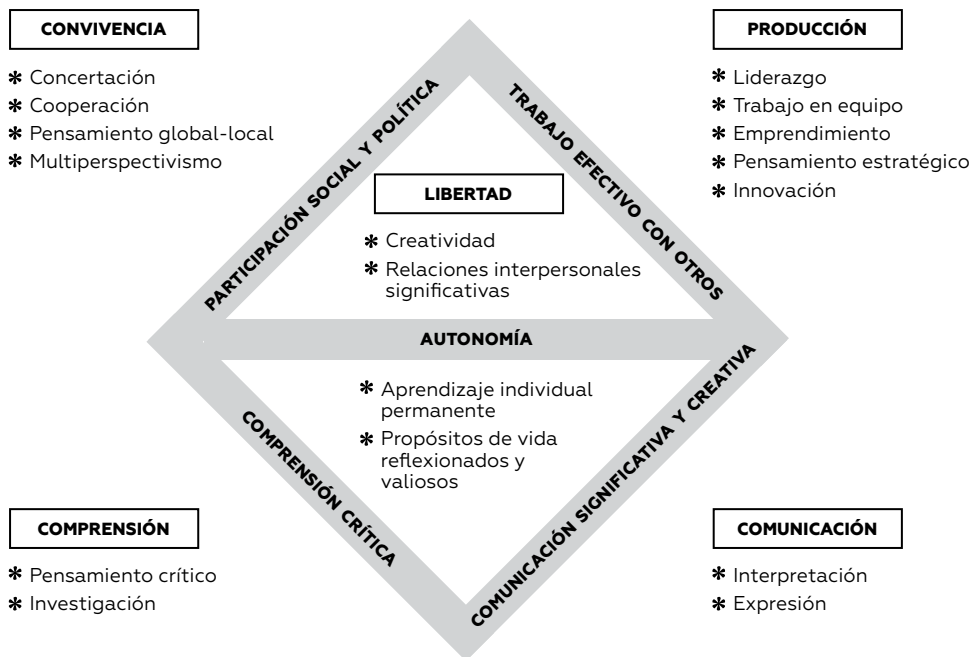 CONVIVENCIA
* Concertación
* Cooperación
* Pensamiento global-local
* Multiperspectivismo
PRODUCCIÓN
* Liderazgo
* Trabajo en equipo
* Emprendimiento
* Pensamiento estratégico
* Innovación
PARTICIPACIÓN SOCIAL Y POLÍTICA
TRABAJO EFECTIVO CON OTROS
LIBERTAD
* Creatividad
* Relaciones interpersonales
significativas
AUTONOMÍA
* Aprendizaje individual
permanente
* Propósitos de vida
reflexionados y
valiosos
COMPRENSIÓN CRÍTICA
COMUNICACIÓN SIGNIFICATIVA Y CREATIVA
COMPRENSIÓN
* Pensamiento crítico
* Investigación
COMUNICACIÓN
* Interpretación
* Expresión